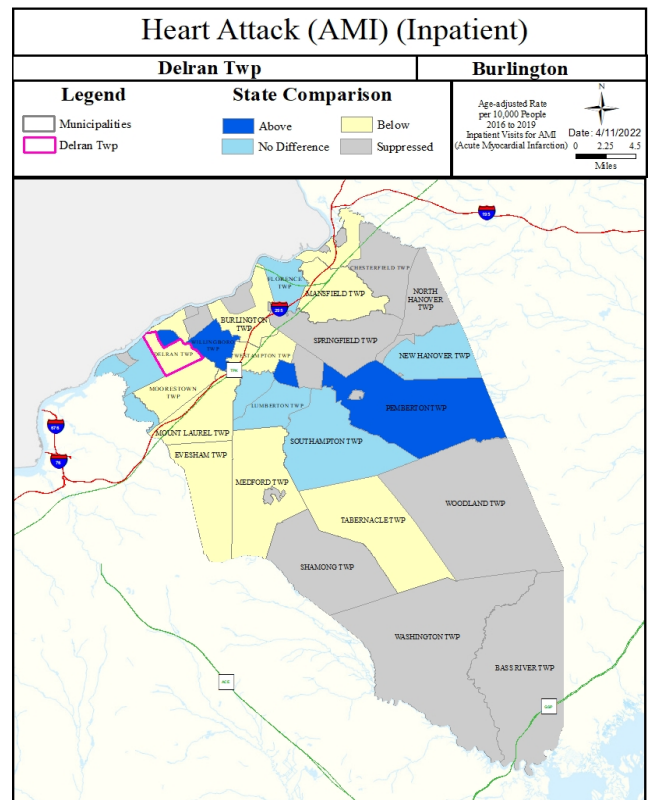 Heart Attack (AMI) (Inpatient)
Delran Twp
Burlington
Legend
Municipalities
Delran Twp
State Comparison
Above
Below
No Difference
Suppressed
Age-adjusted Rate
per 10,000 People
2016 to 2019
Inpatient Visits for AMI
(Acute Myocardial Infarction)
N
Date: 4/11/2022
0 2.25 4.5
Miles
CHESTERFIELD TWP
FLORENCE
TWP
MANSFIELD TWP
NORTH
HANOVER
TWP
BURLINGTON
TWP
SPRINGFIELD TWP
DELRAN TWP
WESTAMPTON TWP
NEW HANOVER TWP
MOORESTOWN
TWP
LUMBERTON TWP
PEMBERTON TWP
MOUNT LAUREL TWP
SOUTHAMPTON TWP
EVESHAM TWP
MEDFORD TWP
WOODLAND TWP
TABERNACLE TWP
SHAMONG TWP
WASHINGTON TWP
BASS RIVER TWP